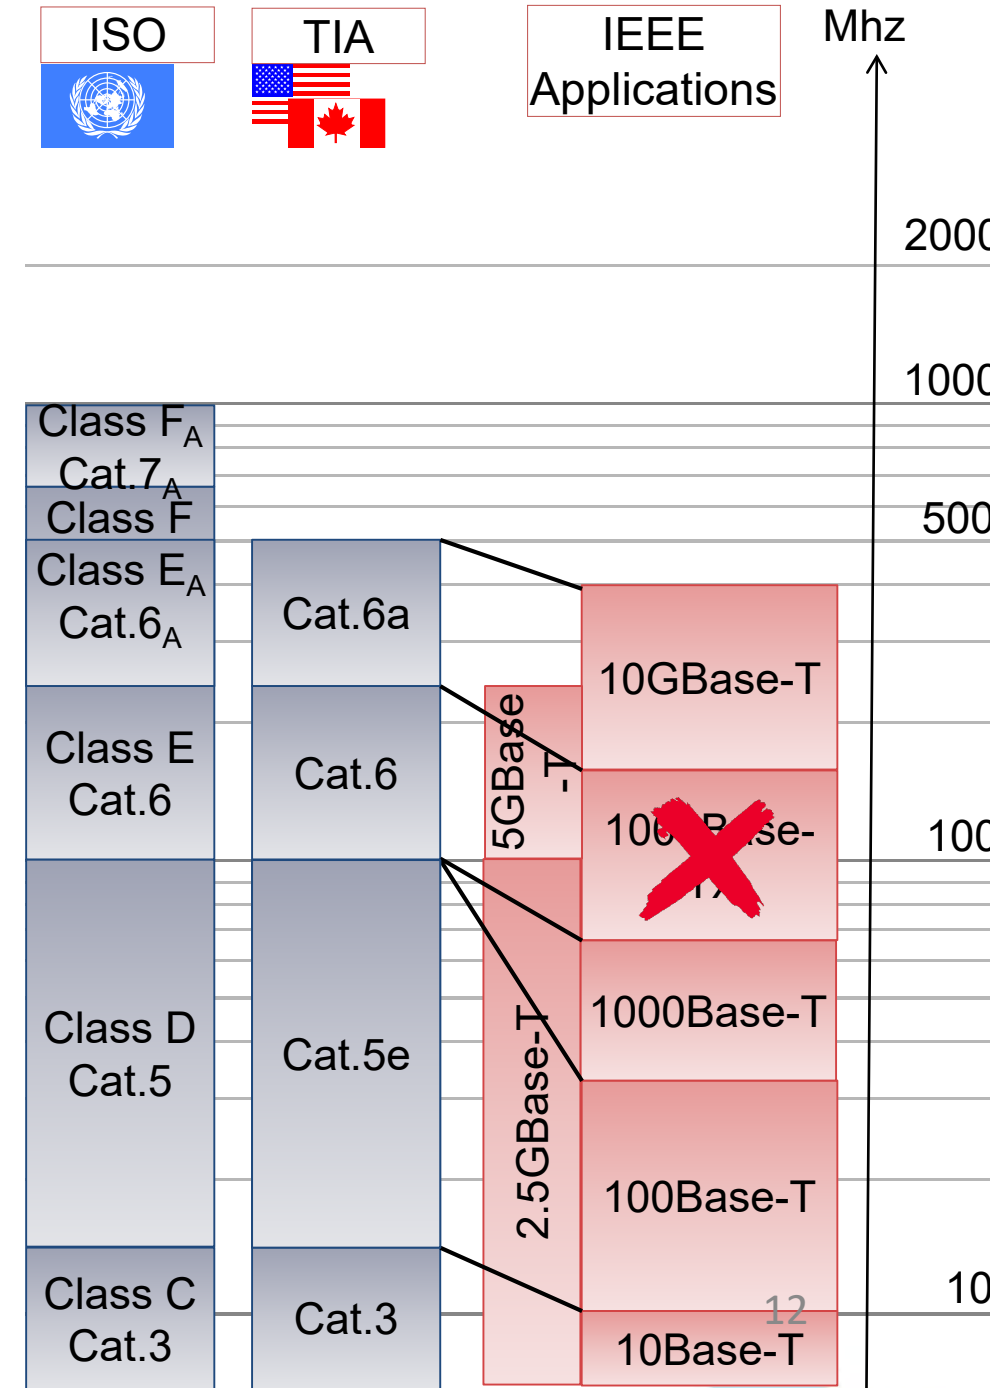 ISO
TIA
IEEE
Applications
Mhz
2000
1000
Class FA
Cat.7A
Class F
500
Class EA
Cat.6A
Cat.6a
10GBase-T
Class E
Cat.6
Cat.6
5GBase
-T
100
Class D
Cat.5
Cat.5e
2.5GBase-T
1000Base-T
100Base-T
10
Class C
Cat.3
Cat.3
12
10Base-T